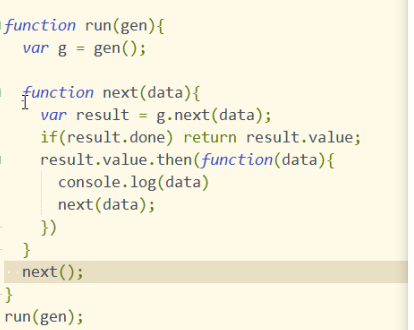 function run(gen){
  var g = gen();

  function next(data){
    var result = g.next(data);
    if(result.done) return result.value;
    result.value.then(function(data){
      console.log(data)
      next(data);
    })
  }
  next();
}
run(gen);